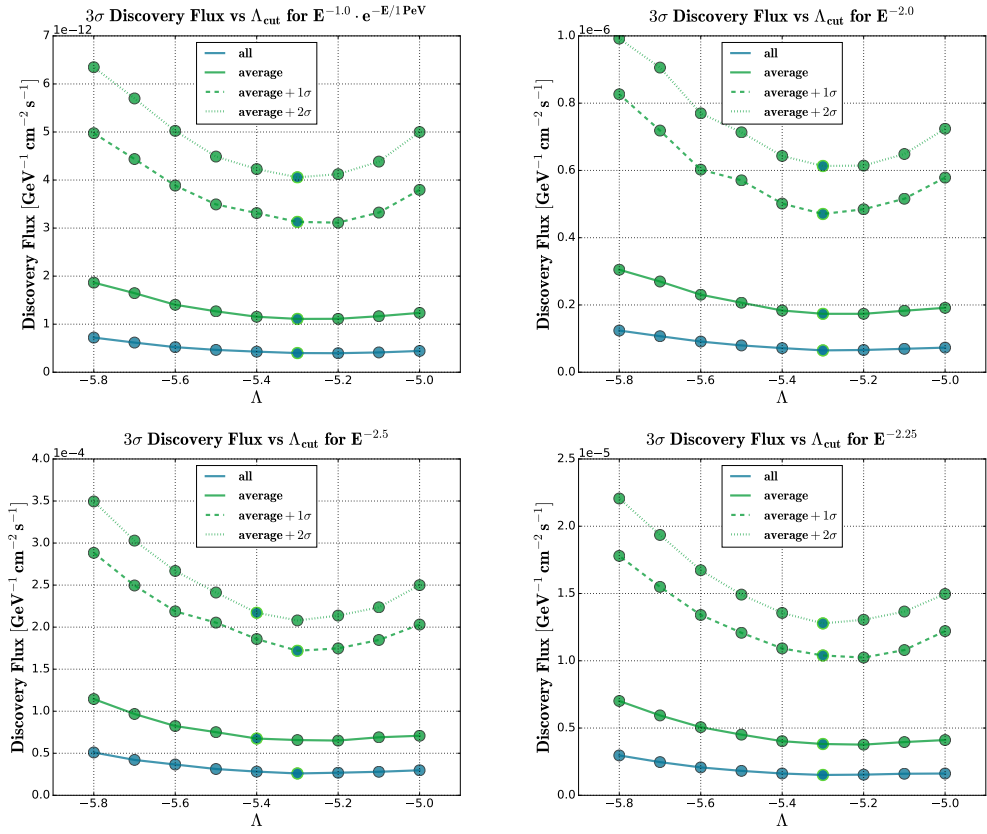 3σ Discovery Flux vs Λcut for E^−1.0 · e^−E/1 PeV
1e−12
7
6
5
4
3
2
1
0
Discovery Flux [GeV^−1 cm^−2 s^−1]
all
average
average + 1σ
average + 2σ
−5.8 −5.6 −5.4 −5.2 −5.0
Λ
3σ Discovery Flux vs Λcut for E^−2.0
1e−6
1.0
0.8
0.6
0.4
0.2
0.0
Discovery Flux [GeV^−1 cm^−2 s^−1]
all
average
average + 1σ
average + 2σ
−5.8 −5.6 −5.4 −5.2 −5.0
Λ
3σ Discovery Flux vs Λcut for E^−2.5
1e−4
4.0
3.5
3.0
2.5
2.0
1.5
1.0
0.5
0.0
Discovery Flux [GeV^−1 cm^−2 s^−1]
all
average
average + 1σ
average + 2σ
−5.8 −5.6 −5.4 −5.2 −5.0
Λ
3σ Discovery Flux vs Λcut for E^−2.25
1e−5
2.5
2.0
1.5
1.0
0.5
0.0
Discovery Flux [GeV^−1 cm^−2 s^−1]
all
average
average + 1σ
average + 2σ
−5.8 −5.6 −5.4 −5.2 −5.0
Λ